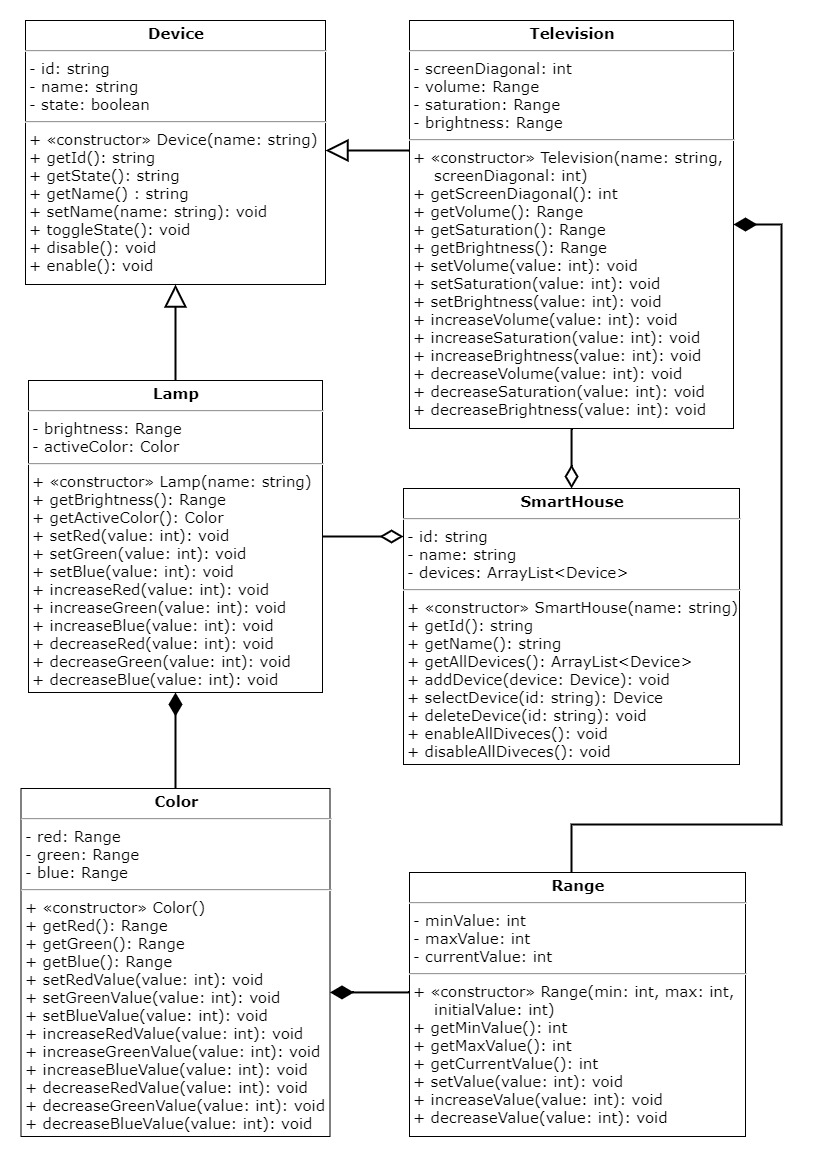 Device
- id: string
- name: string
- state: boolean
+ «constructor» Device(name: string)
+ getId(): string
+ getState(): string
+ getName() : string
+ setName(name: string): void
+ toggleState(): void
+ disable(): void
+ enable(): void
Television
- screenDiagonal: int
- volume: Range
- saturation: Range
- brightness: Range
+ «constructor» Television(name: string,
screenDiagonal: int)
+ getScreenDiagonal(): int
+ getVolume(): Range
+ getSaturation(): Range
+ getBrightness(): Range
+ setVolume(value: int): void
+ setSaturation(value: int): void
+ setBrightness(value: int): void
+ increaseVolume(value: int): void
+ increaseSaturation(value: int): void
+ increaseBrightness(value: int): void
+ decreaseVolume(value: int): void
+ decreaseSaturation(value: int): void
+ decreaseBrightness(value: int): void
Lamp
- brightness: Range
- activeColor: Color
+ «constructor» Lamp(name: string)
+ getBrightness(): Range
+ getActiveColor(): Color
+ setRed(value: int): void
+ setGreen(value: int): void
+ setBlue(value: int): void
+ increaseRed(value: int): void
+ increaseGreen(value: int): void
+ increaseBlue(value: int): void
+ decreaseRed(value: int): void
+ decreaseGreen(value: int): void
+ decreaseBlue(value: int): void
SmartHouse
- id: string
- name: string
- devices: ArrayList<Device>
+ «constructor» SmartHouse(name: string)
+ getId(): string
+ getName(): string
+ getAllDevices(): ArrayList<Device>
+ addDevice(device: Device): void
+ selectDevice(id: string): Device
+ deleteDevice(id: string): void
+ enableAllDiveces(): void
+ disableAllDiveces(): void
Color
- red: Range
- green: Range
- blue: Range
+ «constructor» Color()
+ getRed(): Range
+ getGreen(): Range
+ getBlue(): Range
+ setRedValue(value: int): void
+ setGreenValue(value: int): void
+ setBlueValue(value: int): void
+ increaseRedValue(value: int): void
+ increaseGreenValue(value: int): void
+ increaseBlueValue(value: int): void
+ decreaseRedValue(value: int): void
+ decreaseGreenValue(value: int): void
+ decreaseBlueValue(value: int): void
Range
- minValue: int
- maxValue: int
- currentValue: int
+ «constructor» Range(min: int, max: int,
initialValue: int)
+ getMinValue(): int
+ getMaxValue(): int
+ getCurrentValue(): int
+ setValue(value: int): void
+ increaseValue(value: int): void
+ decreaseValue(value: int): void